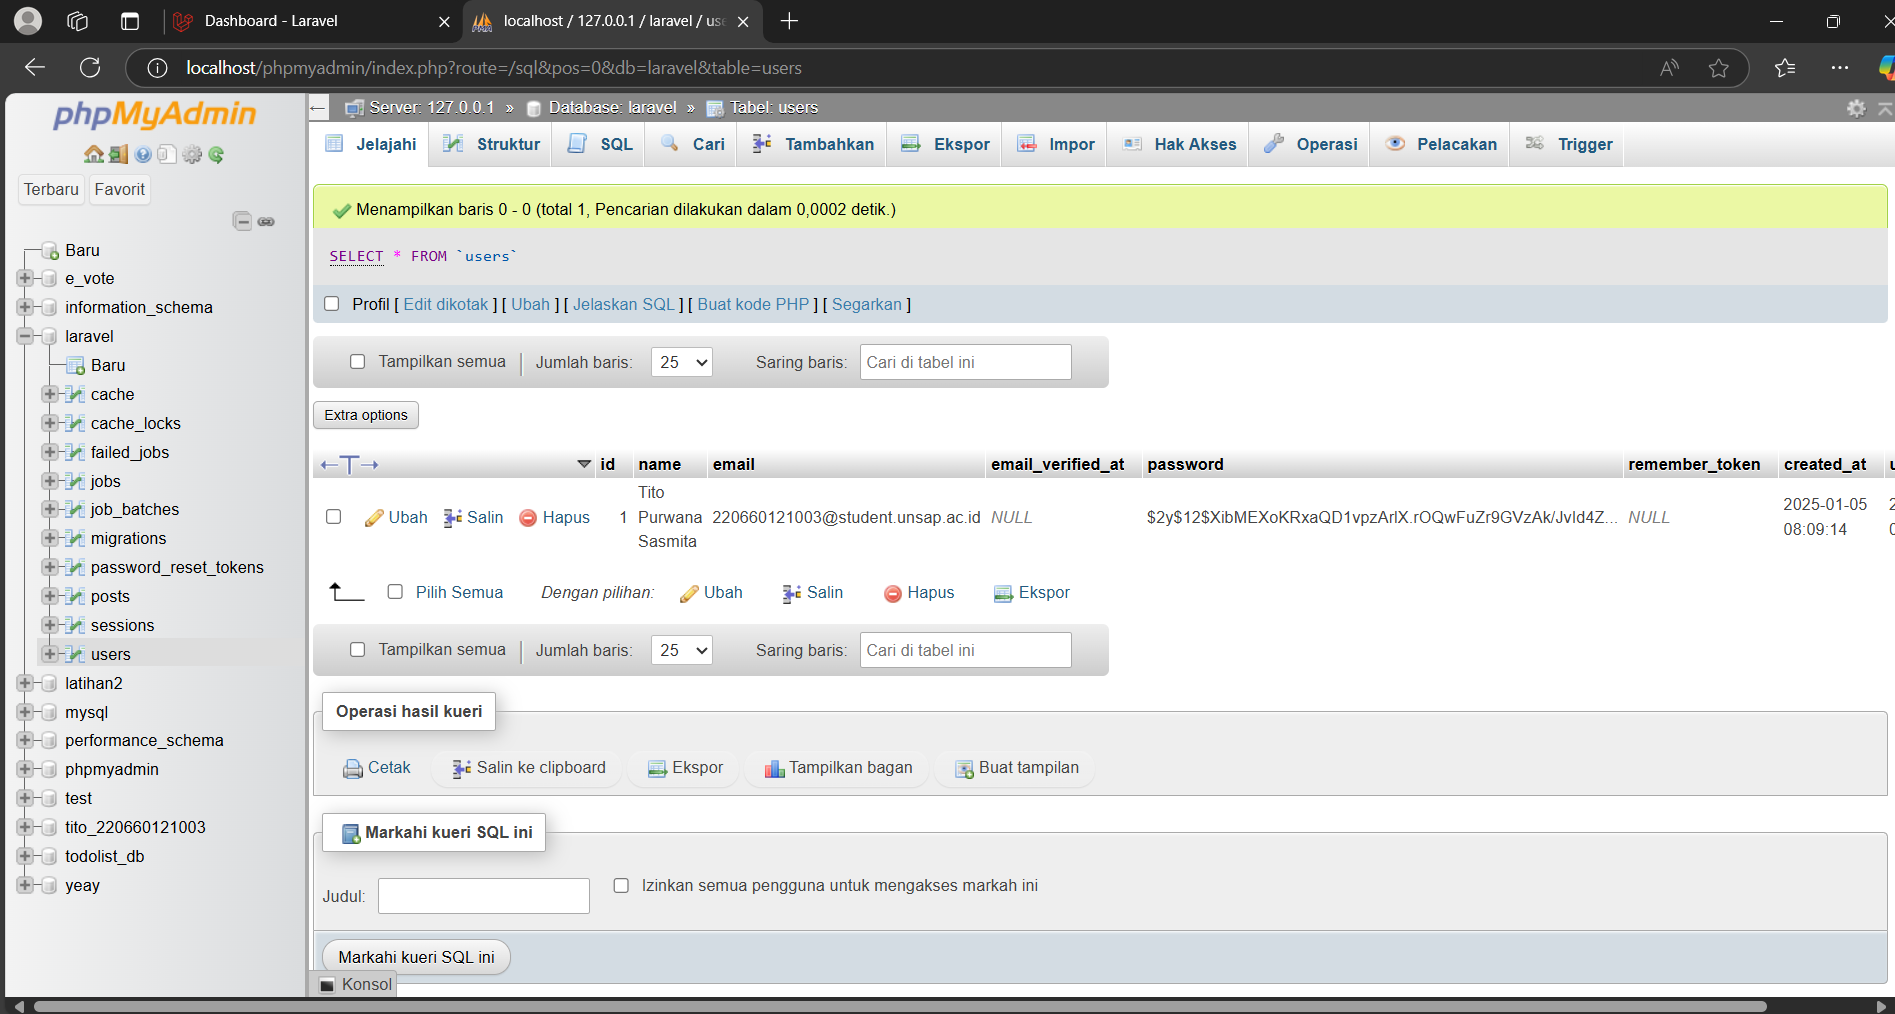 Dashboard - Laravel
localhost / 127.0.0.1 / laravel / use
localhost/phpmyadmin/index.php?route=/sql&pos=0&db=laravel&table=users
phpMyAdmin
Terbaru Favorit
Baru
e_vote
information_schema
laravel
Baru
cache
cache_locks
failed_jobs
jobs
job_batches
migrations
password_reset_tokens
posts
sessions
users
latihan2
mysql
performance_schema
phpmyadmin
test
tito_220660121003
todolist_db
yeay
Server: 127.0.0.1 » Database: laravel » Tabel: users
Jelajahi Struktur SQL Cari Tambahkan Ekspor Impor Hak Akses Operasi Pelacakan Trigger
Menampilkan baris 0 - 0 (total 1, Pencarian dilakukan dalam 0,0002 detik.)
SELECT * FROM `users`
Profil [ Edit dikotak ] [ Ubah ] [ Jelaskan SQL ] [ Buat kode PHP ] [ Segarkan ]
Tampilkan semua Jumlah baris: 25 Saring baris: Cari di tabel ini
Extra options
id name email email_verified_at password remember_token created_at
Ubah Salin Hapus 1 Tito Purwana Sasmita 220660121003@student.unsap.ac.id NULL $2y$12$XibMEXoKRxaQD1vpzArlX.rOQwFuZr9GVzAk/JvId4Z... NULL 2025-01-05 08:09:14
Pilih Semua Dengan pilihan: Ubah Salin Hapus Ekspor
Tampilkan semua Jumlah baris: 25 Saring baris: Cari di tabel ini
Operasi hasil kueri
Cetak Salin ke clipboard Ekspor Tampilkan bagan Buat tampilan
Markahi kueri SQL ini
Judul: Izinkan semua pengguna untuk mengakses markah ini
Markahi kueri SQL ini
Konsol